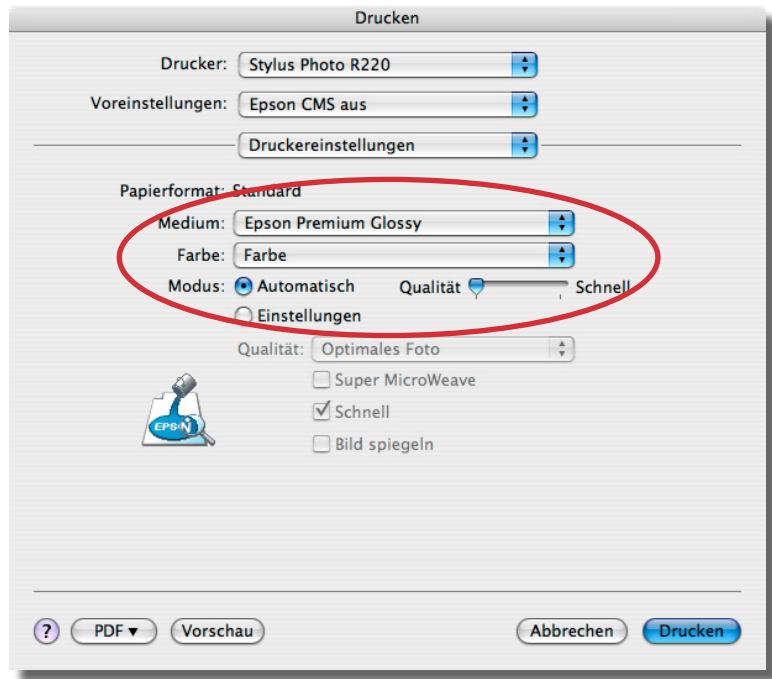 Drucken
Drucker: Stylus Photo R220
Voreinstellungen: Epson CMS aus
Druckereinstellungen
Papierformat: Standard
Medium: Epson Premium Glossy
Farbe: Farbe
Modus: Automatisch Qualität Schnell
Einstellungen
Qualität: Optimales Foto
Super MicroWeave
EPSON Schnell
Bild spiegeln
? PDF ▼ Vorschau Abbrechen Drucken